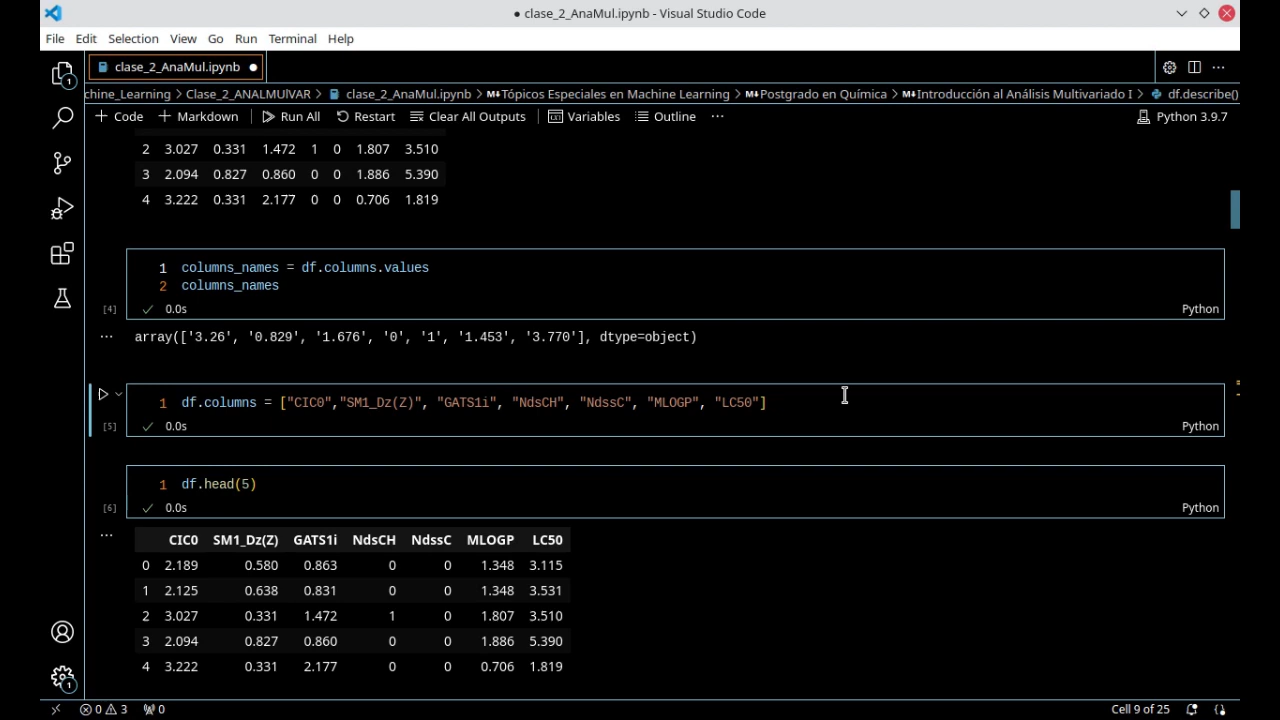 ● clase_2_AnaMul.ipynb - Visual Studio Code
File Edit Selection View Go Run Terminal Help
clase_2_AnaMul.ipynb ●
chine_Learning > Clase_2_ANALMUlVAR > clase_2_AnaMul.ipynb > M↓Tópicos Especiales en Machine Learning > M↓Postgrado en Química > M↓Introducción al Análisis Multivariado I > df.describe()
+ Code + Markdown Run All Restart Clear All Outputs Variables Outline ··· Python 3.9.7
2 3.027 0.331 1.472 1 0 1.807 3.510
3 2.094 0.827 0.860 0 0 1.886 5.390
4 3.222 0.331 2.177 0 0 0.706 1.819
1 columns_names = df.columns.values
2 columns_names
[4] ✓ 0.0s Python
··· array(['3.26', '0.829', '1.676', '0', '1', '1.453', '3.770'], dtype=object)
1 df.columns = ["CIC0","SM1_Dz(Z)", "GATS1i", "NdsCH", "NdssC", "MLOGP", "LC50"]
[5] ✓ 0.0s Python
1 df.head(5)
[6] ✓ 0.0s Python
··· CIC0 SM1_Dz(Z) GATS1i NdsCH NdssC MLOGP LC50
0 2.189 0.580 0.863 0 0 1.348 3.115
1 2.125 0.638 0.831 0 0 1.348 3.531
2 3.027 0.331 1.472 1 0 1.807 3.510
3 2.094 0.827 0.860 0 0 1.886 5.390
4 3.222 0.331 2.177 0 0 0.706 1.819
0 3 0 Cell 9 of 25